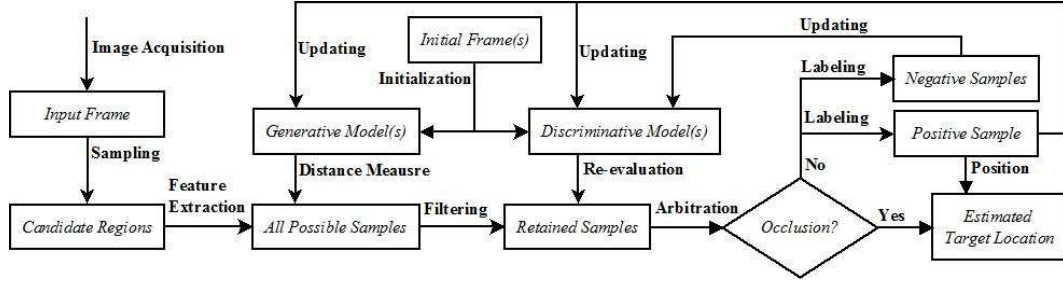 Image Acquisition
Updating
Initial Frame(s)
Updating
Updating
Initialization
Labeling
Negative Samples
Input Frame
Generative Model(s)
Discriminative Model(s)
Labeling
Positive Sample
Sampling
Distance Meausre
Re-evaluation
No
Position
Feature
Extraction
Candidate Regions
All Possible Samples
Filtering
Retained Samples
Arbitration
Occlusion?
Yes
Estimated
Target Location